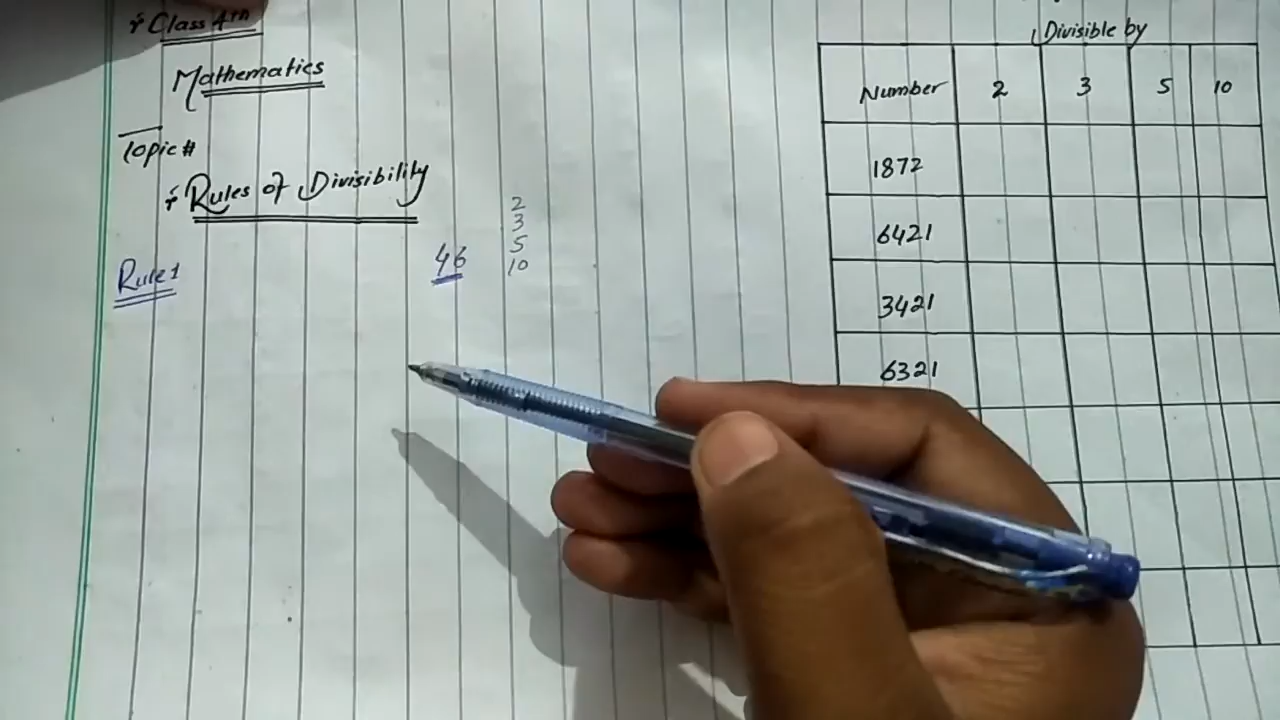 Class 4th
Mathematics
Topic #
Rules of Divisibility
Rule 1
46
2
3
5
10
Divisible by
Number 2 3 5 10
1872
6421
3421
6321